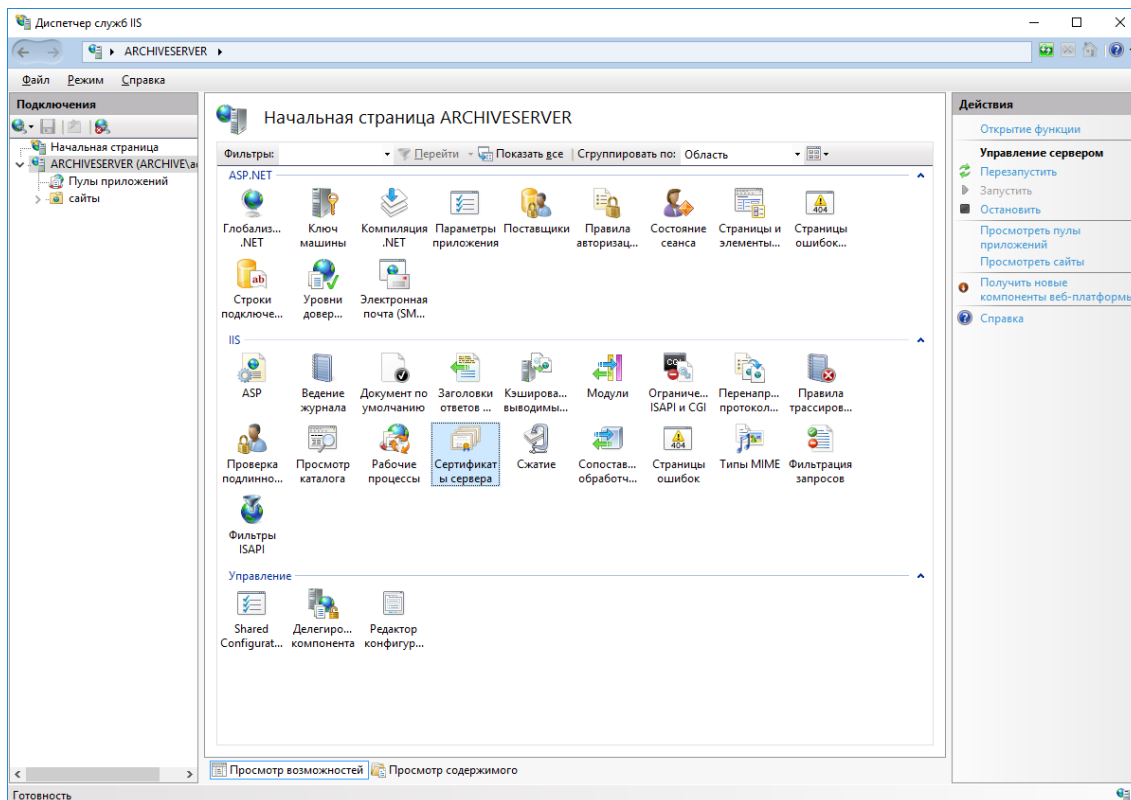 Диспетчер служб IIS
ARCHIVESERVER
Файл Режим Справка
Подключения
Начальная страница
ARCHIVESERVER (ARCHIVE\a
Пулы приложений
сайты
Начальная страница ARCHIVESERVER
Фильтры: Перейти Показать все Сгруппировать по: Область
ASP.NET
Глобализ... Ключ Компиляция Параметры Поставщики Правила Состояние Страницы и Страницы
.NET машины .NET приложения авторизац... сеанса элементы... ошибок...
Строки Уровни Электронная
подключе... довер... почта (SM...
IIS
ASP Ведение Документ по Заголовки Кэширова... Модули Ограниче... Перенапр... Правила
журнала умолчанию ответов ... выводимы... ISAPI и CGI протокол... трассиров...
Проверка Просмотр Рабочие Сертификат Сжатие Сопостав... Страницы Типы MIME Фильтрация
подлинно... каталога процессы ы сервера обработч... ошибок запросов
Фильтры
ISAPI
Управление
Shared Делегиро... Редактор
Configurat... компонента конфигур...
Просмотр возможностей Просмотр содержимого
Действия
Открытие функции
Управление сервером
Перезапустить
Запустить
Остановить
Просмотреть пулы
приложений
Просмотреть сайты
Получить новые
компоненты веб-платформы
Справка
Готовность